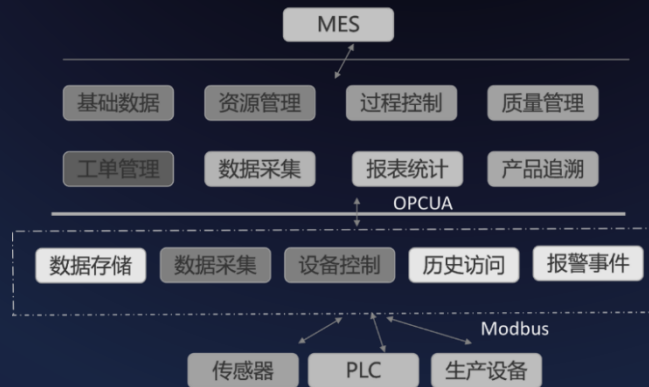 MES
基础数据 资源管理 过程控制 质量管理
工单管理 数据采集 报表统计 产品追溯
OPCUA
数据存储 数据采集 设备控制 历史访问 报警事件
Modbus
传感器 PLC 生产设备